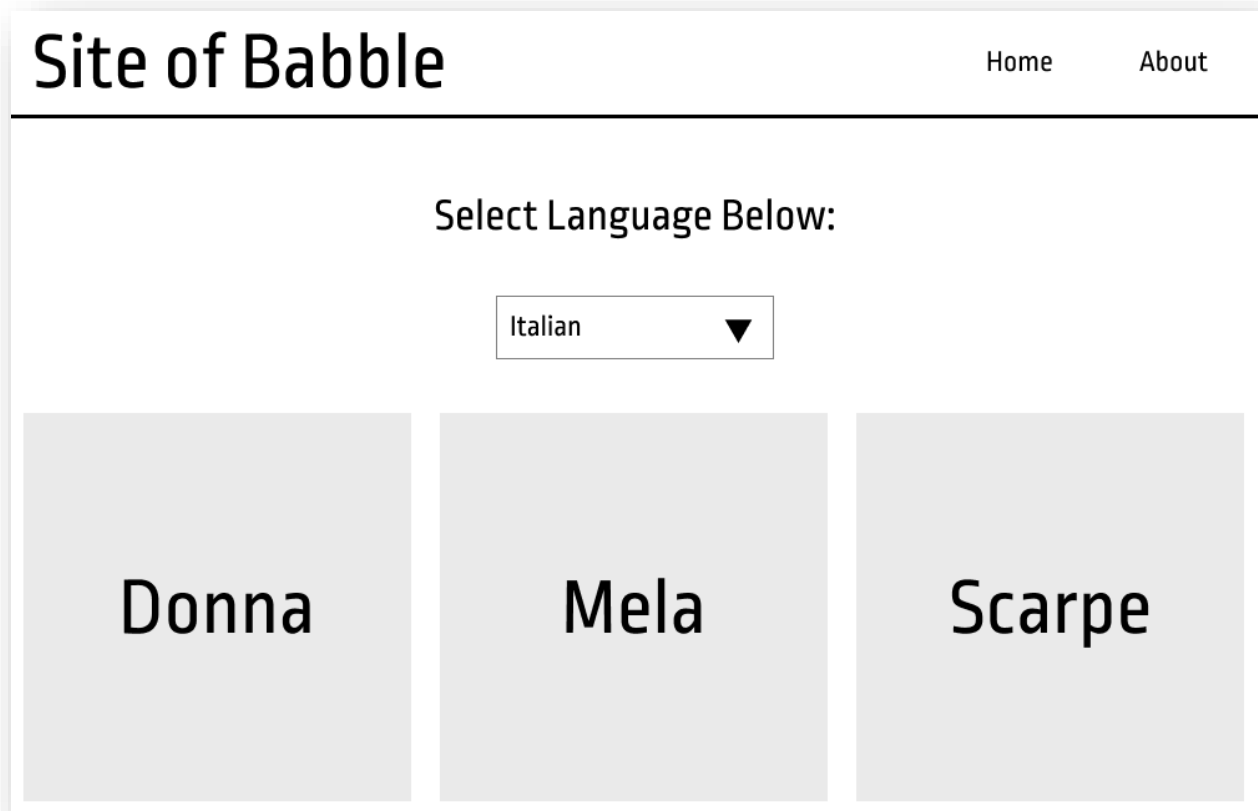 Site of Babble
Home About
Select Language Below:
Italian
Donna Mela Scarpe